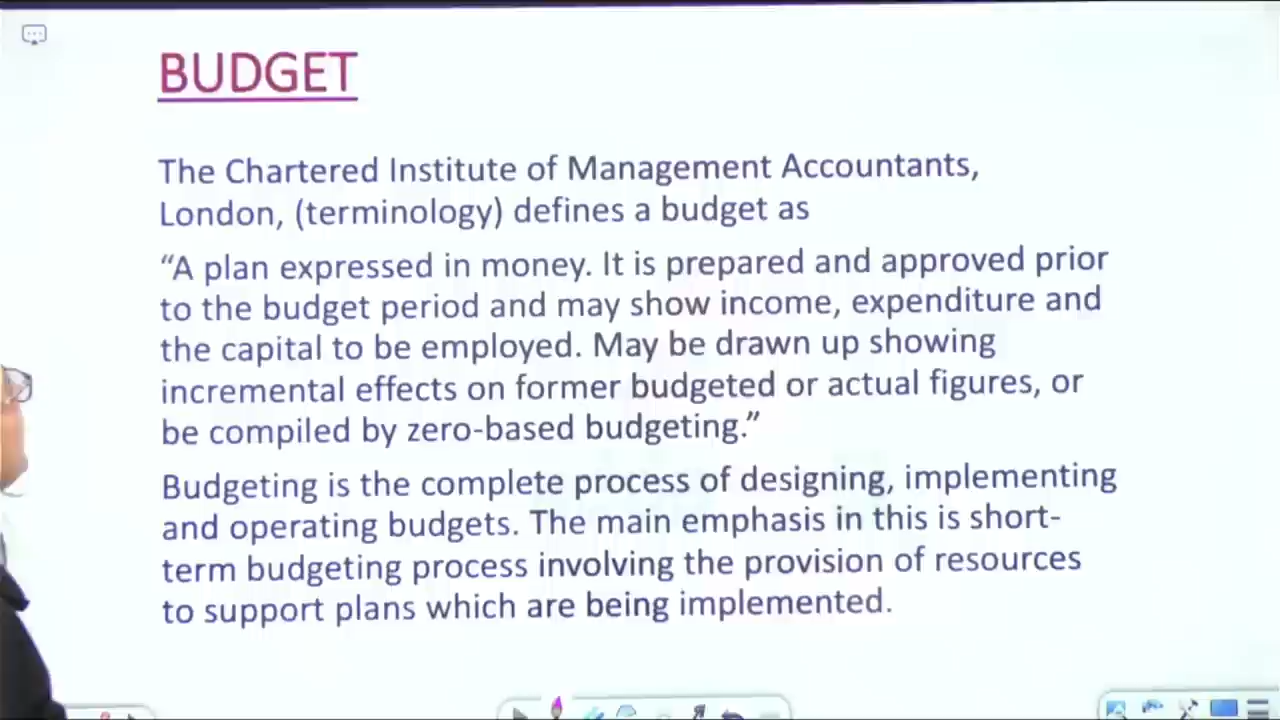 BUDGET
The Chartered Institute of Management Accountants,
London, (terminology) defines a budget as
“A plan expressed in money. It is prepared and approved prior
to the budget period and may show income, expenditure and
the capital to be employed. May be drawn up showing
incremental effects on former budgeted or actual figures, or
be compiled by zero-based budgeting.”
Budgeting is the complete process of designing, implementing
and operating budgets. The main emphasis in this is short-
term budgeting process involving the provision of resources
to support plans which are being implemented.